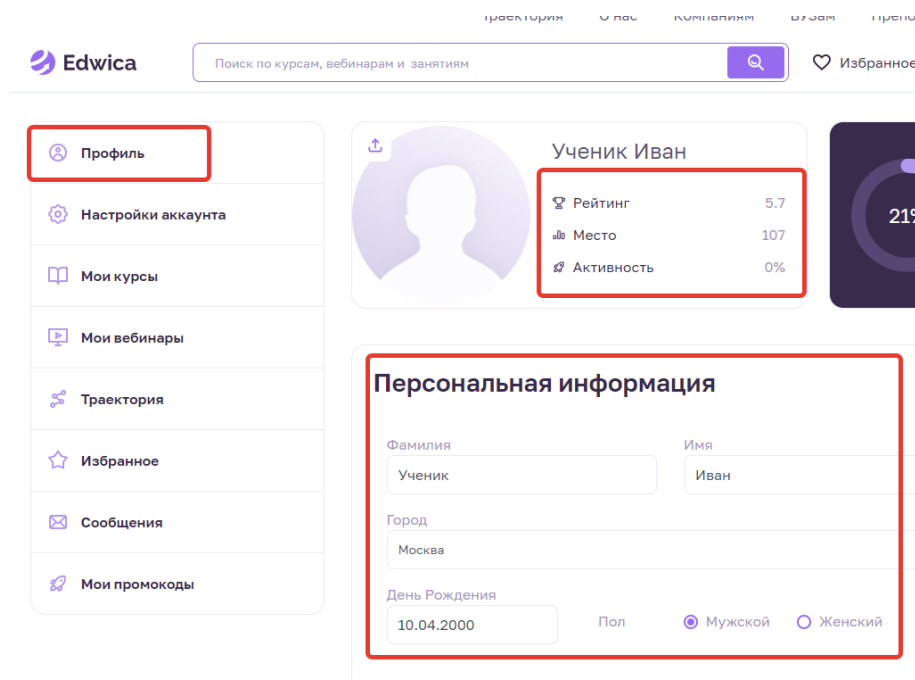 траектория О нас Компаниям ВУЗам
Edwica
Поиск по курсам, вебинарам и занятиям
Избранное
Профиль
Настройки аккаунта
Мои курсы
Мои вебинары
Траектория
Избранное
Сообщения
Мои промокоды
Ученик Иван
Рейтинг 5.7
Место 107
Активность 0%
21%
Персональная информация
Фамилия Имя
Ученик Иван
Город
Москва
День Рождения
10.04.2000 Пол Мужской Женский